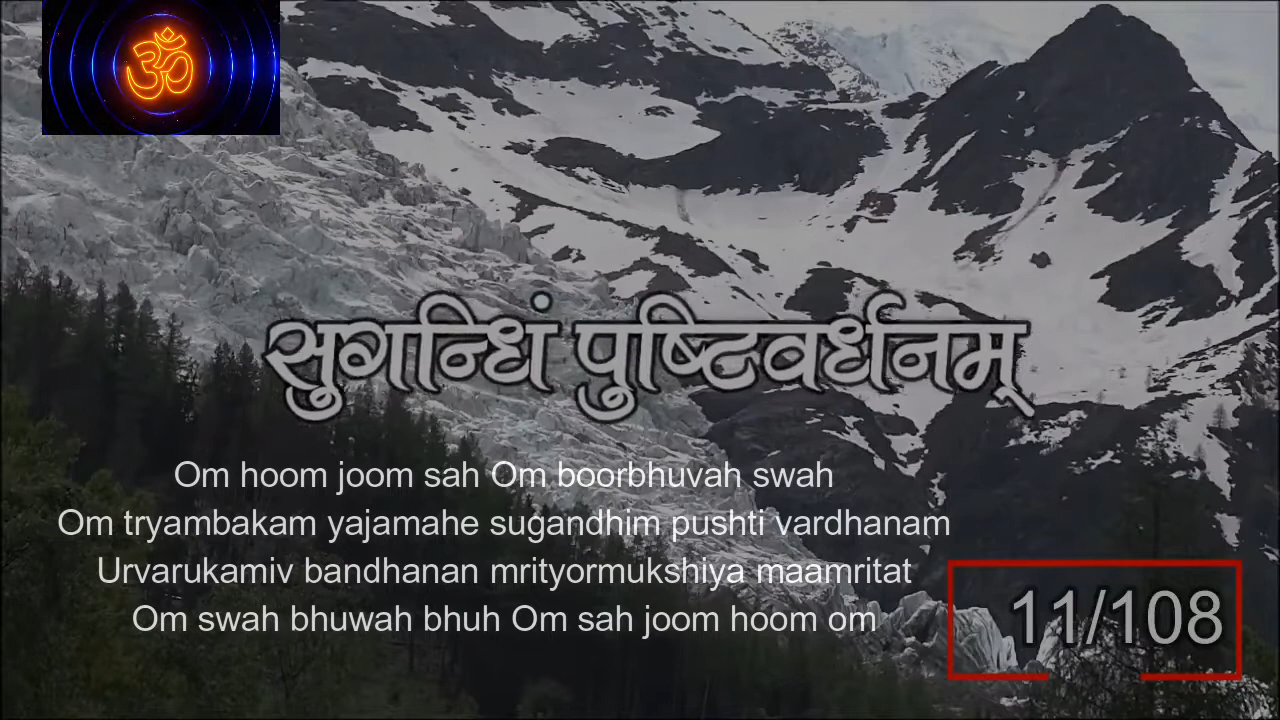 ॐ
सुगन्धिं पुष्टिवर्धनम्
Om hoom joom sah Om boorbhuvah swah
Om tryambakam yajamahe sugandhim pushti vardhanam
Urvarukamiv bandhanan mrityormukshiya maamritat
Om swah bhuwah bhuh Om sah joom hoom om
11/108